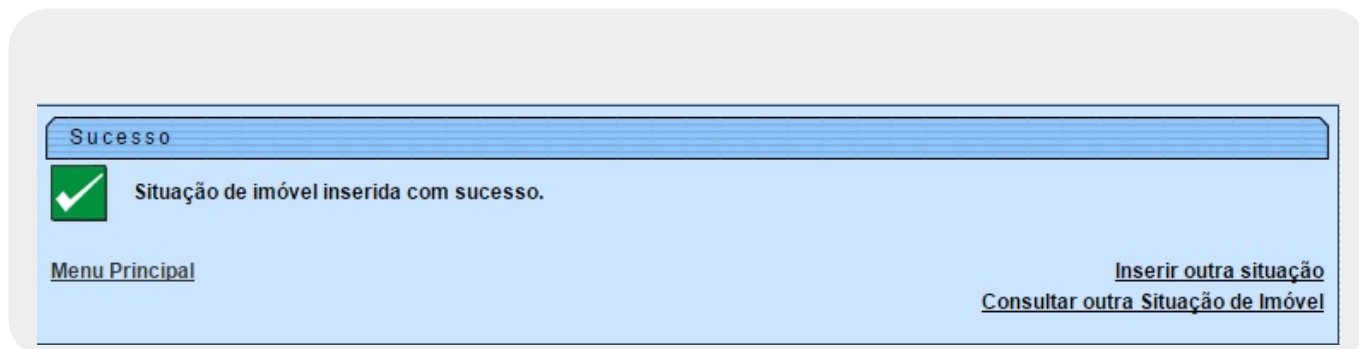 Sucesso
Situação de imóvel inserida com sucesso.
Menu Principal
Inserir outra situação
Consultar outra Situação de Imóvel